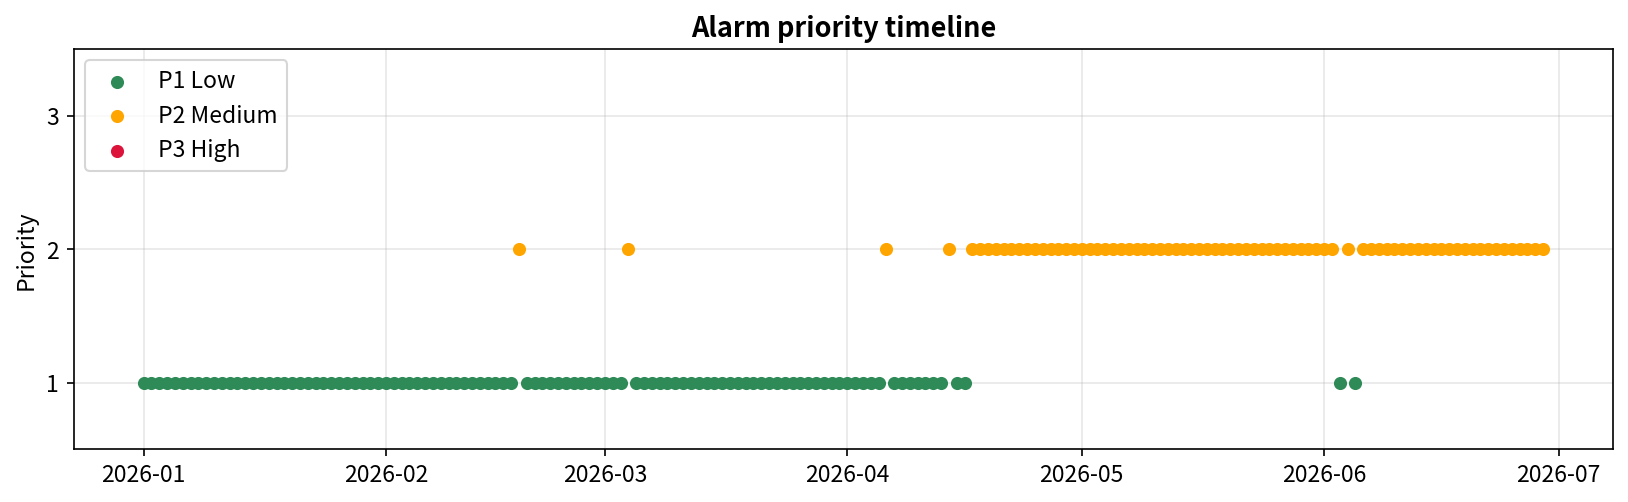 Alarm priority timeline
P1 Low
P2 Medium
P3 High
Priority
3
2
1
2026-01
2026-02
2026-03
2026-04
2026-05
2026-06
2026-07